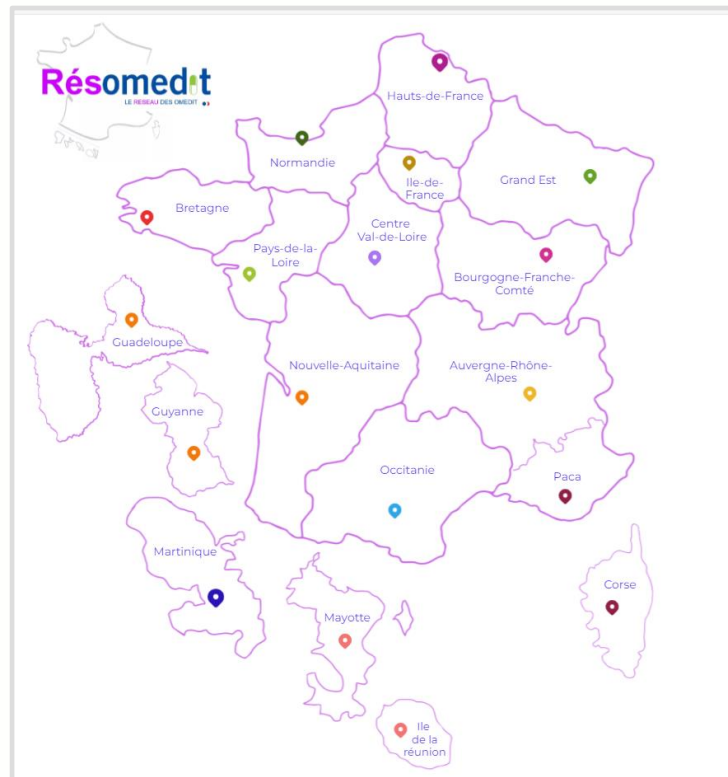 Résomedit
LE RESEAU DES OMEDIT
Hauts-de-France
Normandie
Ile-de-
France
Grand Est
Bretagne
Centre
Val-de-Loire
Pays-de-la-
Loire
Bourgogne-Franche-
Comté
Guadeloupe
Nouvelle-Aquitaine
Auvergne-Rhône-
Alpes
Guyanne
Occitanie
Paca
Martinique
Corse
Mayotte
Ile
de la
réunion